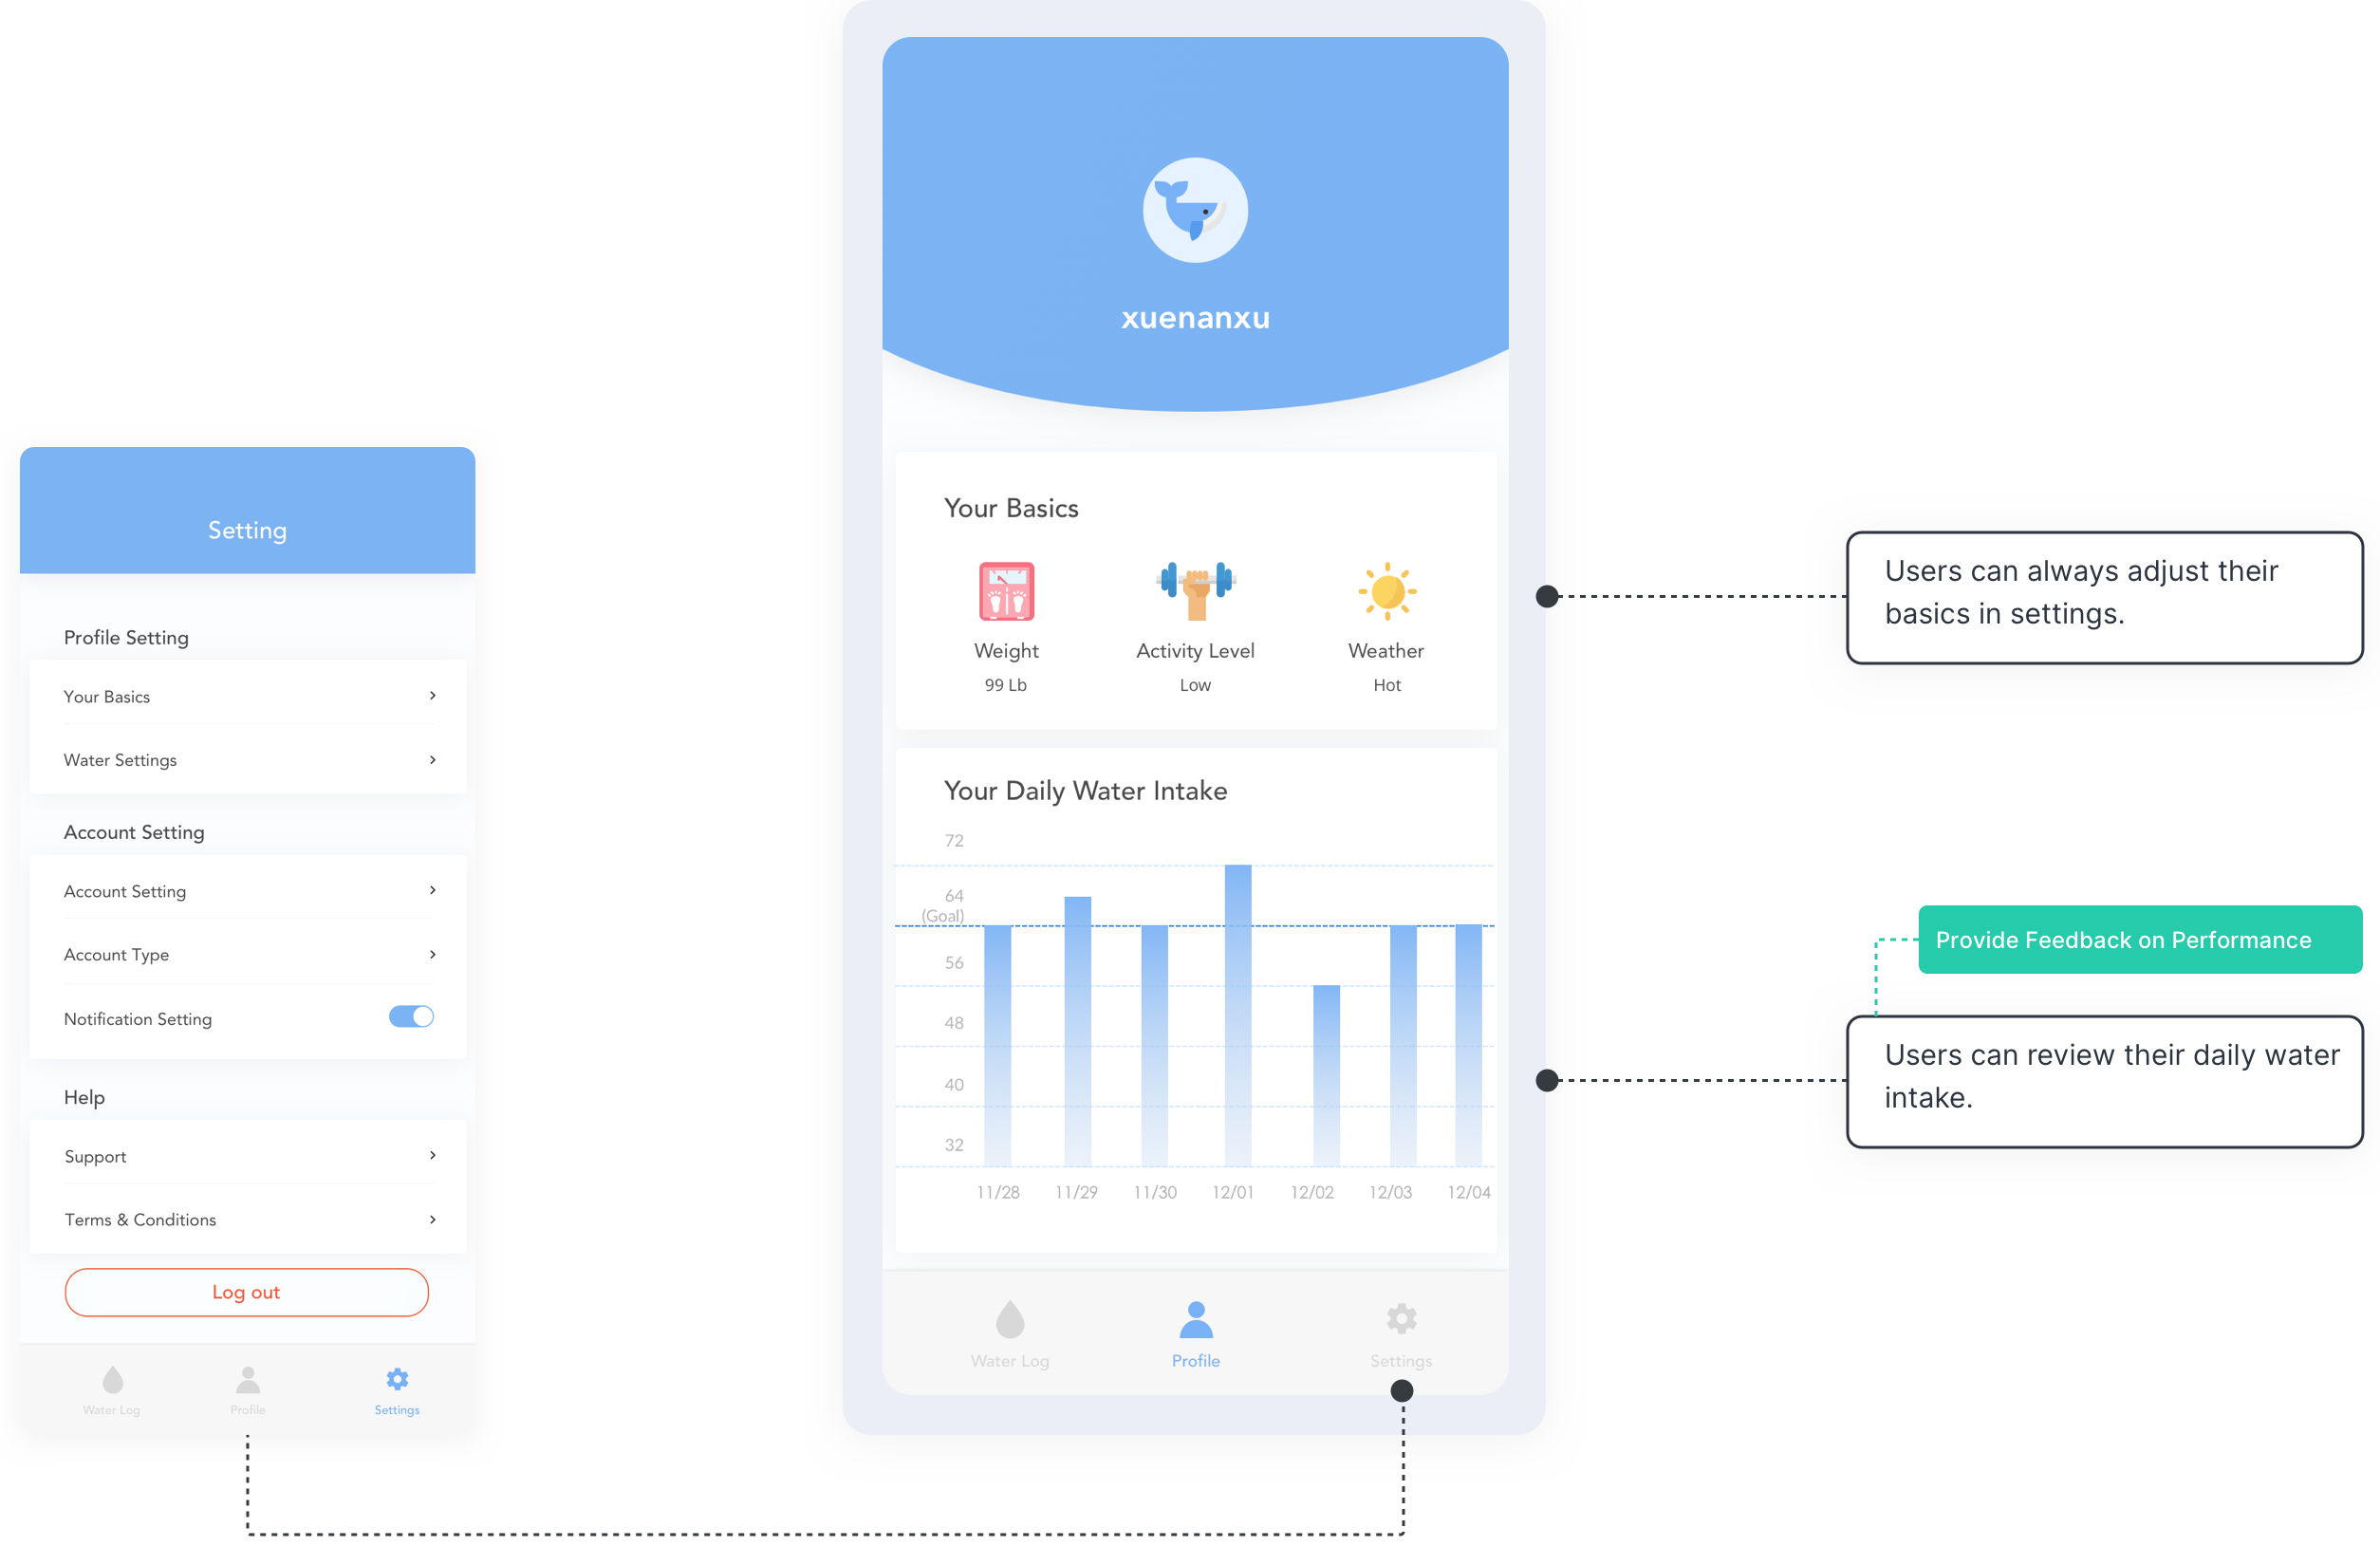 Setting
Profile Setting
Your Basics
Water Settings
Account Setting
Account Setting
Account Type
Notification Setting
Help
Support
Terms & Conditions
Log out
Water Log
Profile
Settings
xuenanxu
Your Basics
Weight
Activity Level
Weather
99 Lb
Low
Hot
Your Daily Water Intake
72
64
(Goal)
56
48
40
32
11/28 11/29 11/30 12/01 12/02 12/03 12/04
Water Log
Profile
Settings
Users can always adjust their
basics in settings.
Provide Feedback on Performance
Users can review their daily water
intake.